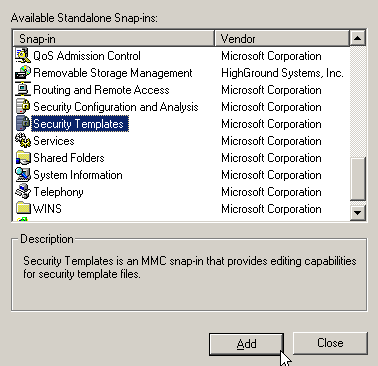 Available Standalone Snap-ins:
Snap-in Vendor
QoS Admission Control Microsoft Corporation
Removable Storage Management HighGround Systems, Inc.
Routing and Remote Access Microsoft Corporation
Security Configuration and Analysis Microsoft Corporation
Security Templates Microsoft Corporation
Services Microsoft Corporation
Shared Folders Microsoft Corporation
System Information Microsoft Corporation
Telephony Microsoft Corporation
WINS Microsoft Corporation
Description
Security Templates is an MMC snap-in that provides editing capabilities
for security template files.
Add Close